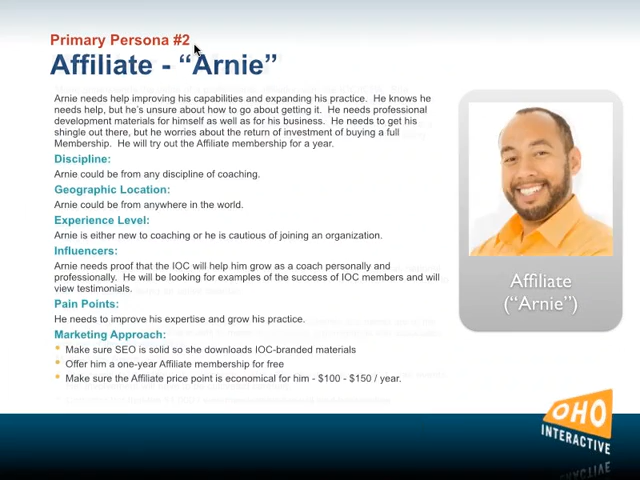 Primary Persona #2
Affiliate - “Arnie”
Arnie needs help improving his capabilities and expanding his practice. He knows he
needs help, but he's unsure about how to go about getting it. He needs professional
development materials for himself as well as for his business. He needs to get his
shingle out there, but he worries about the return of investment of buying a full
Membership. He will try out the Affiliate membership for a year.
Discipline:
Arnie could be from any discipline of coaching.
Geographic Location:
Arnie could be from anywhere in the world.
Experience Level:
Arnie is either new to coaching or he is cautious of joining an organization.
Influencers:
Arnie needs proof that the IOC will help him grow as a coach personally and
professionally. He will be looking for examples of the success of IOC members and will
view testimonials.
Pain Points:
He needs to improve his expertise and grow his practice.
Marketing Approach:
Make sure SEO is solid so she downloads IOC-branded materials
Offer him a one-year Affiliate membership for free
Make sure the Affiliate price point is economical for him - $100 - $150 / year.
Affiliate
(“Arnie”)
OHO
INTERACTIVE